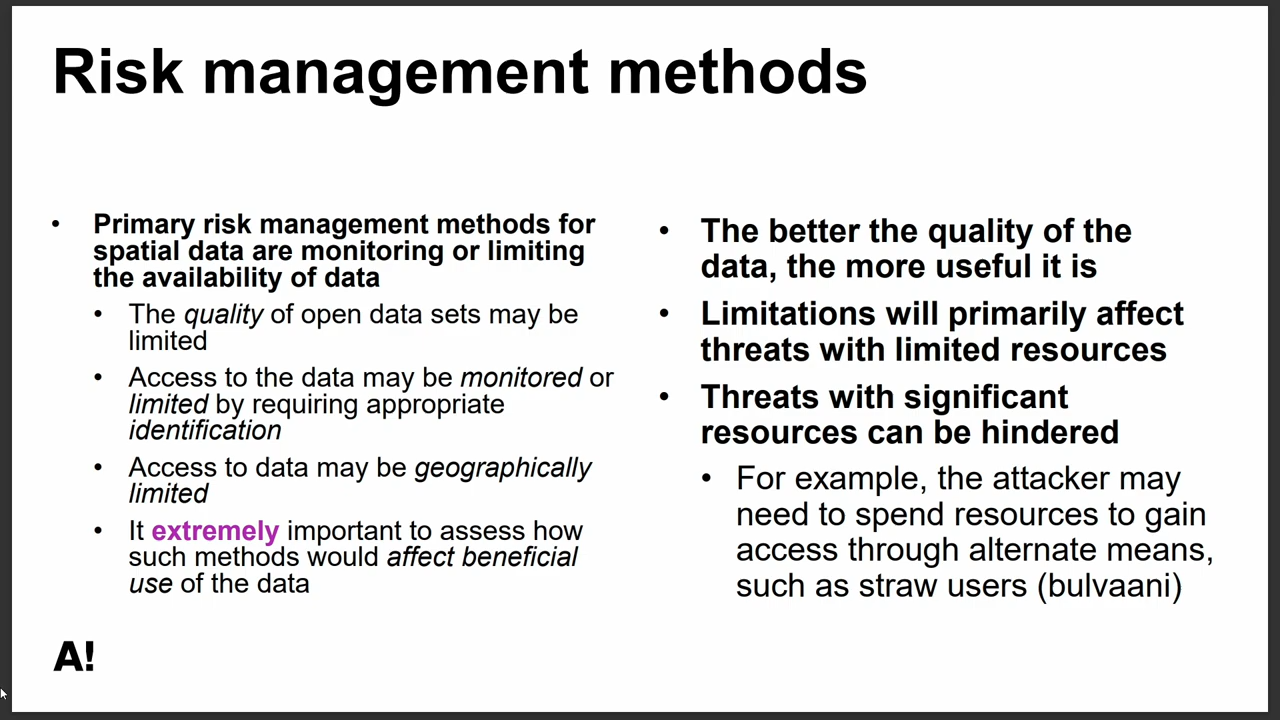 Risk management methods
• Primary risk management methods for
spatial data are monitoring or limiting
the availability of data
• The quality of open data sets may be
limited
• Access to the data may be monitored or
limited by requiring appropriate
identification
• Access to data may be geographically
limited
• It extremely important to assess how
such methods would affect beneficial
use of the data
• The better the quality of the
data, the more useful it is
• Limitations will primarily affect
threats with limited resources
• Threats with significant
resources can be hindered
• For example, the attacker may
need to spend resources to gain
access through alternate means,
such as straw users (bulvaani)
A!